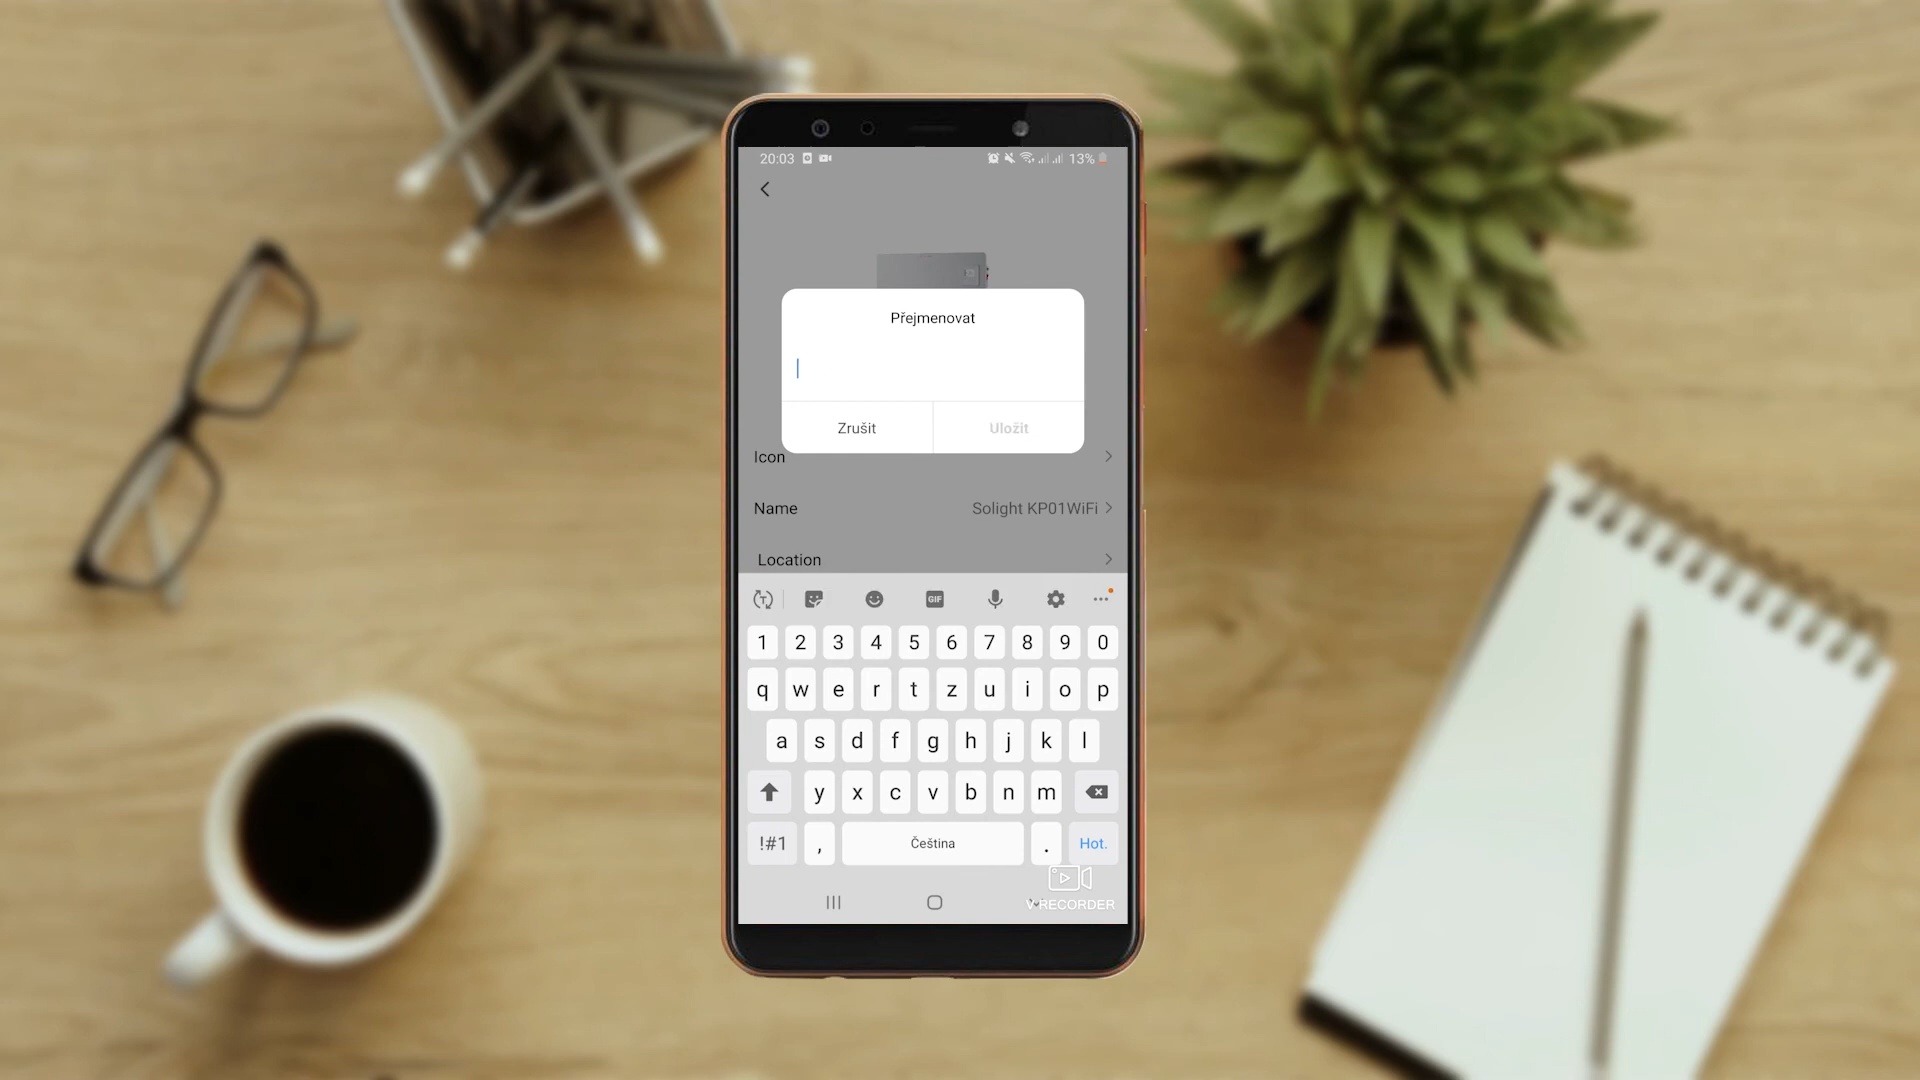 20:03 13%
Přejmenovat
Zrušit Uložit
Icon
Name Solight KP01WiFi
Location
T GIF
1 2 3 4 5 6 7 8 9 0
q w e r t z u i o p
a s d f g h j k l
y x c v b n m
!#1 , Čeština . Hot.
V RECORDER